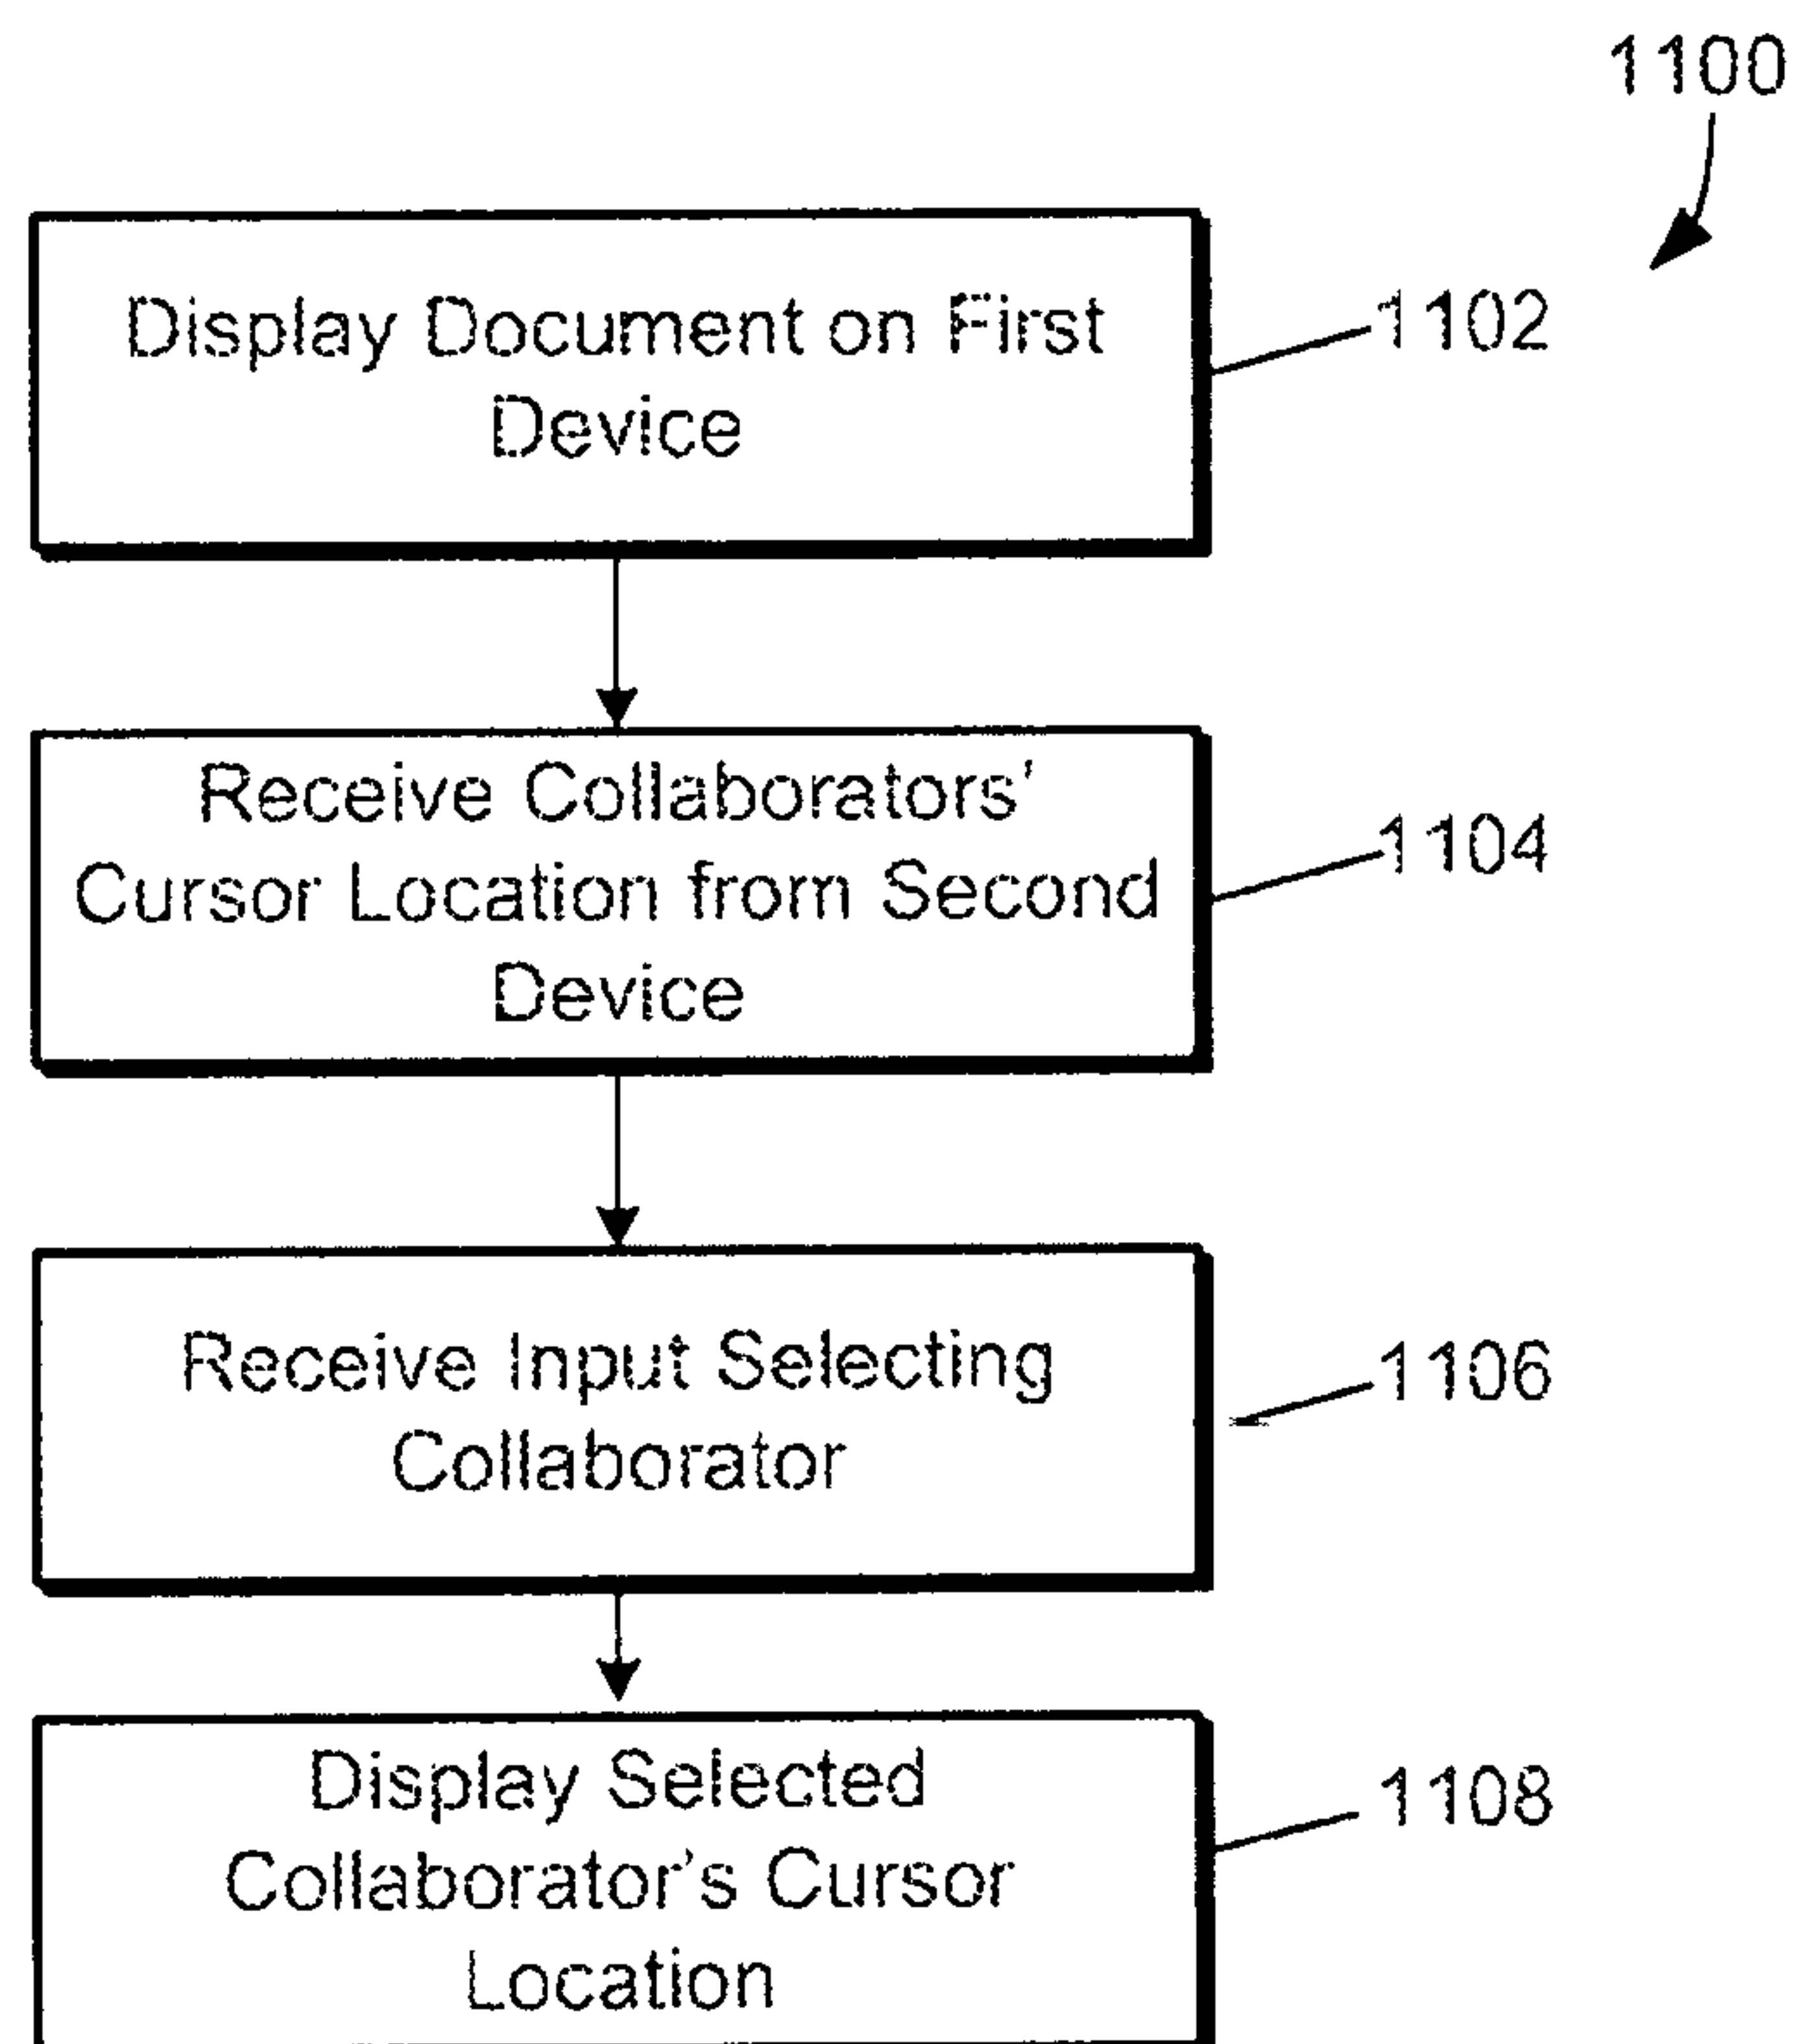 1100
Display Document on First
Device
1102
Receive Collaborators'
Cursor Location from Second
Device
1104
Receive Input Selecting
Collaborator
1106
Display Selected
Collaborator's Cursor
Location
1108